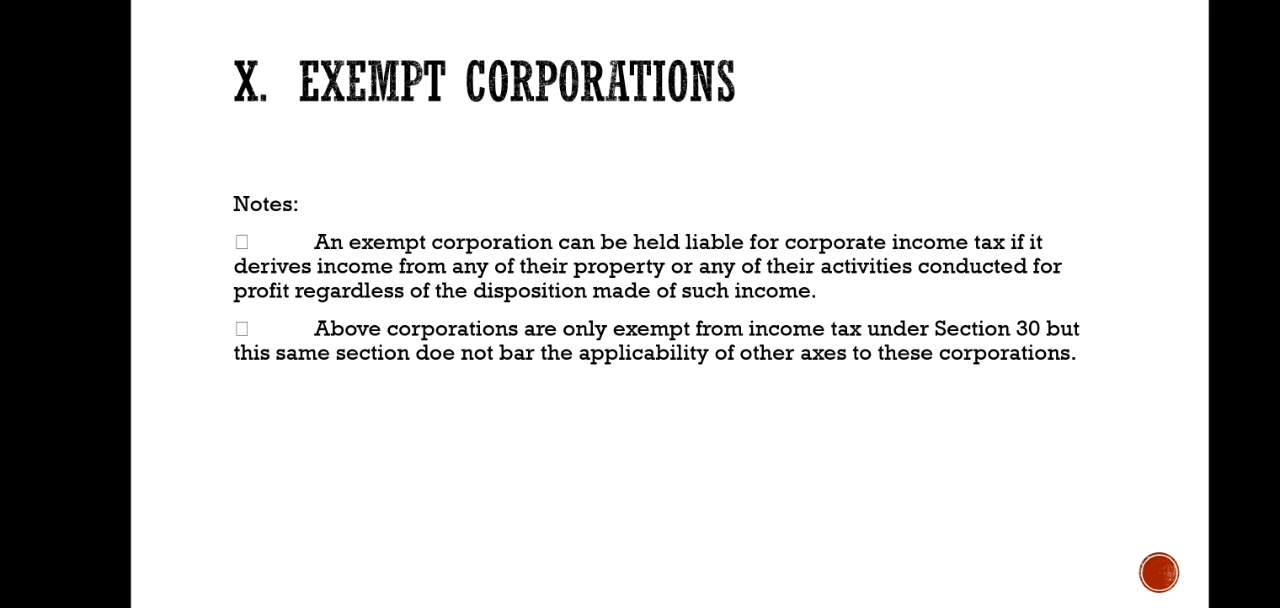 X. EXEMPT CORPORATIONS
Notes:
An exempt corporation can be held liable for corporate income tax if it
derives income from any of their property or any of their activities conducted for
profit regardless of the disposition made of such income.
Above corporations are only exempt from income tax under Section 30 but
this same section doe not bar the applicability of other axes to these corporations.